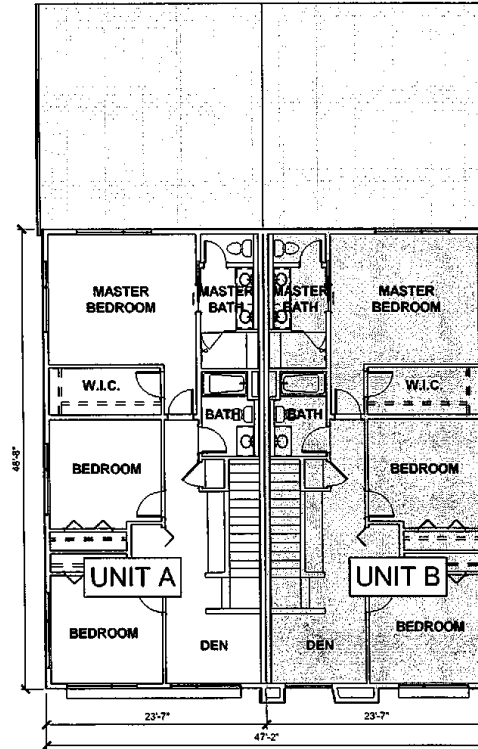 MASTER
BEDROOM
MASTER
BATH
MASTER
BATH
MASTER
BEDROOM
W.I.C.
W.I.C.
BATH
BATH
BEDROOM
BEDROOM
48'-8"
UNIT A
UNIT B
BEDROOM
DEN
DEN
BEDROOM
23'-7"
23'-7"
47'-2"